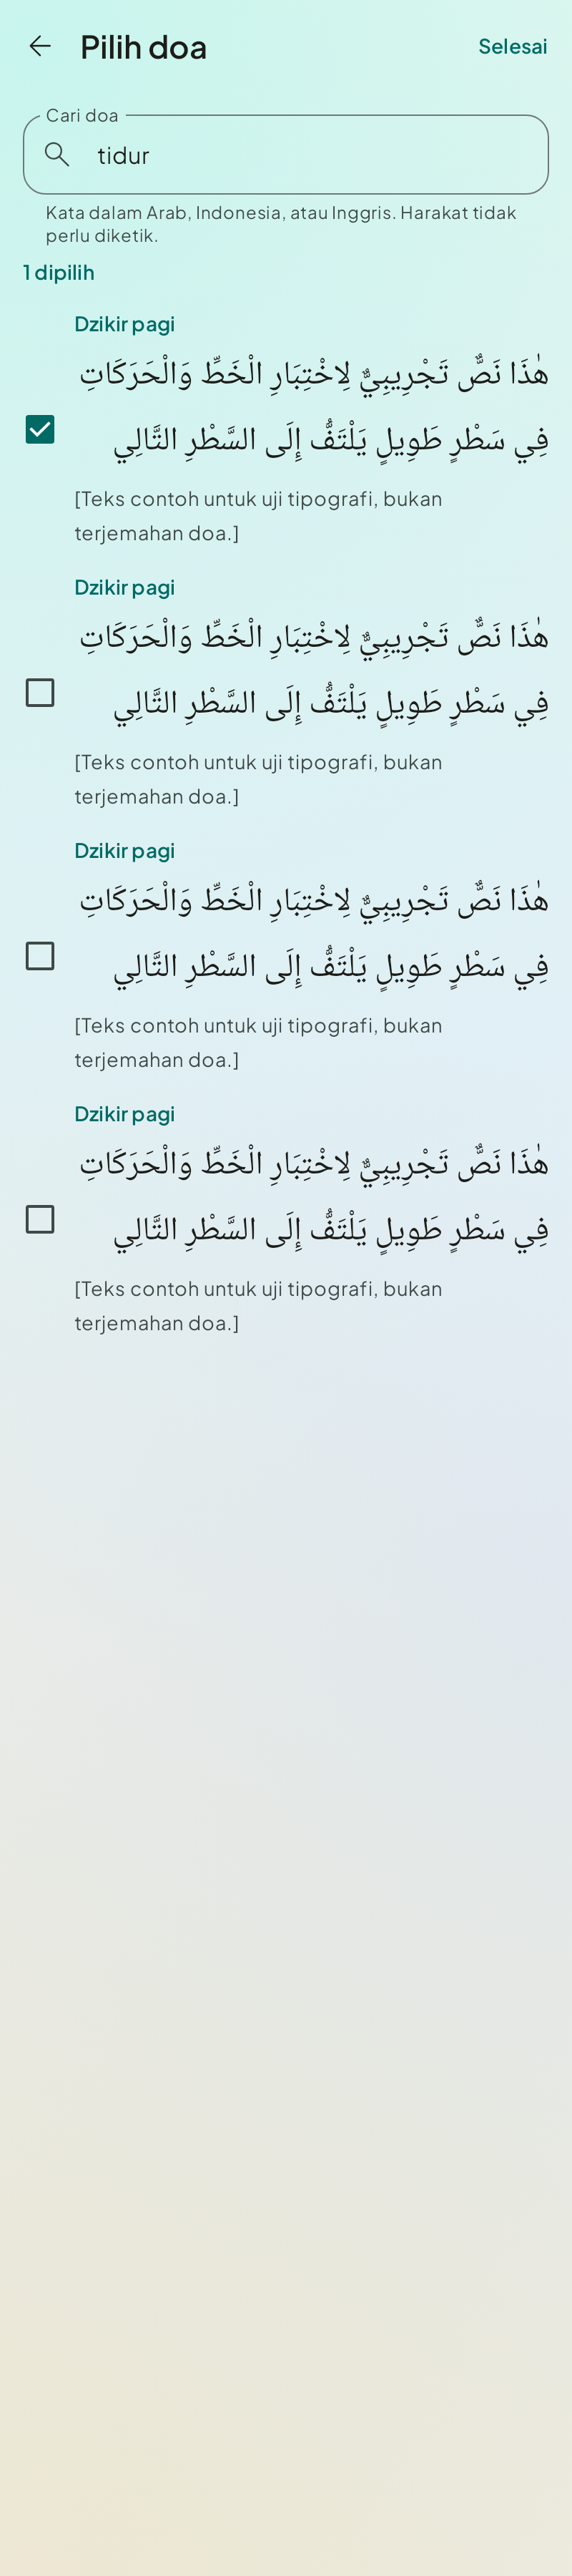 Pilih doa
Selesai
Cari doa
tidur
Kata dalam Arab, Indonesia, atau Inggris. Harakat tidak
perlu diketik.
1 dipilih
Dzikir pagi
هٰذَا نَصٌّ تَجْرِيبِيٌّ لِاخْتِبَارِ الْخَطِّ وَالْحَرَكَاتِ
فِي سَطْرٍ طَوِيلٍ يَلْتَفُّ إِلَى السَّطْرِ التَّالِي
[Teks contoh untuk uji tipografi, bukan
terjemahan doa.]
Dzikir pagi
هٰذَا نَصٌّ تَجْرِيبِيٌّ لِاخْتِبَارِ الْخَطِّ وَالْحَرَكَاتِ
فِي سَطْرٍ طَوِيلٍ يَلْتَفُّ إِلَى السَّطْرِ التَّالِي
[Teks contoh untuk uji tipografi, bukan
terjemahan doa.]
Dzikir pagi
هٰذَا نَصٌّ تَجْرِيبِيٌّ لِاخْتِبَارِ الْخَطِّ وَالْحَرَكَاتِ
فِي سَطْرٍ طَوِيلٍ يَلْتَفُّ إِلَى السَّطْرِ التَّالِي
[Teks contoh untuk uji tipografi, bukan
terjemahan doa.]
Dzikir pagi
هٰذَا نَصٌّ تَجْرِيبِيٌّ لِاخْتِبَارِ الْخَطِّ وَالْحَرَكَاتِ
فِي سَطْرٍ طَوِيلٍ يَلْتَفُّ إِلَى السَّطْرِ التَّالِي
[Teks contoh untuk uji tipografi, bukan
terjemahan doa.]